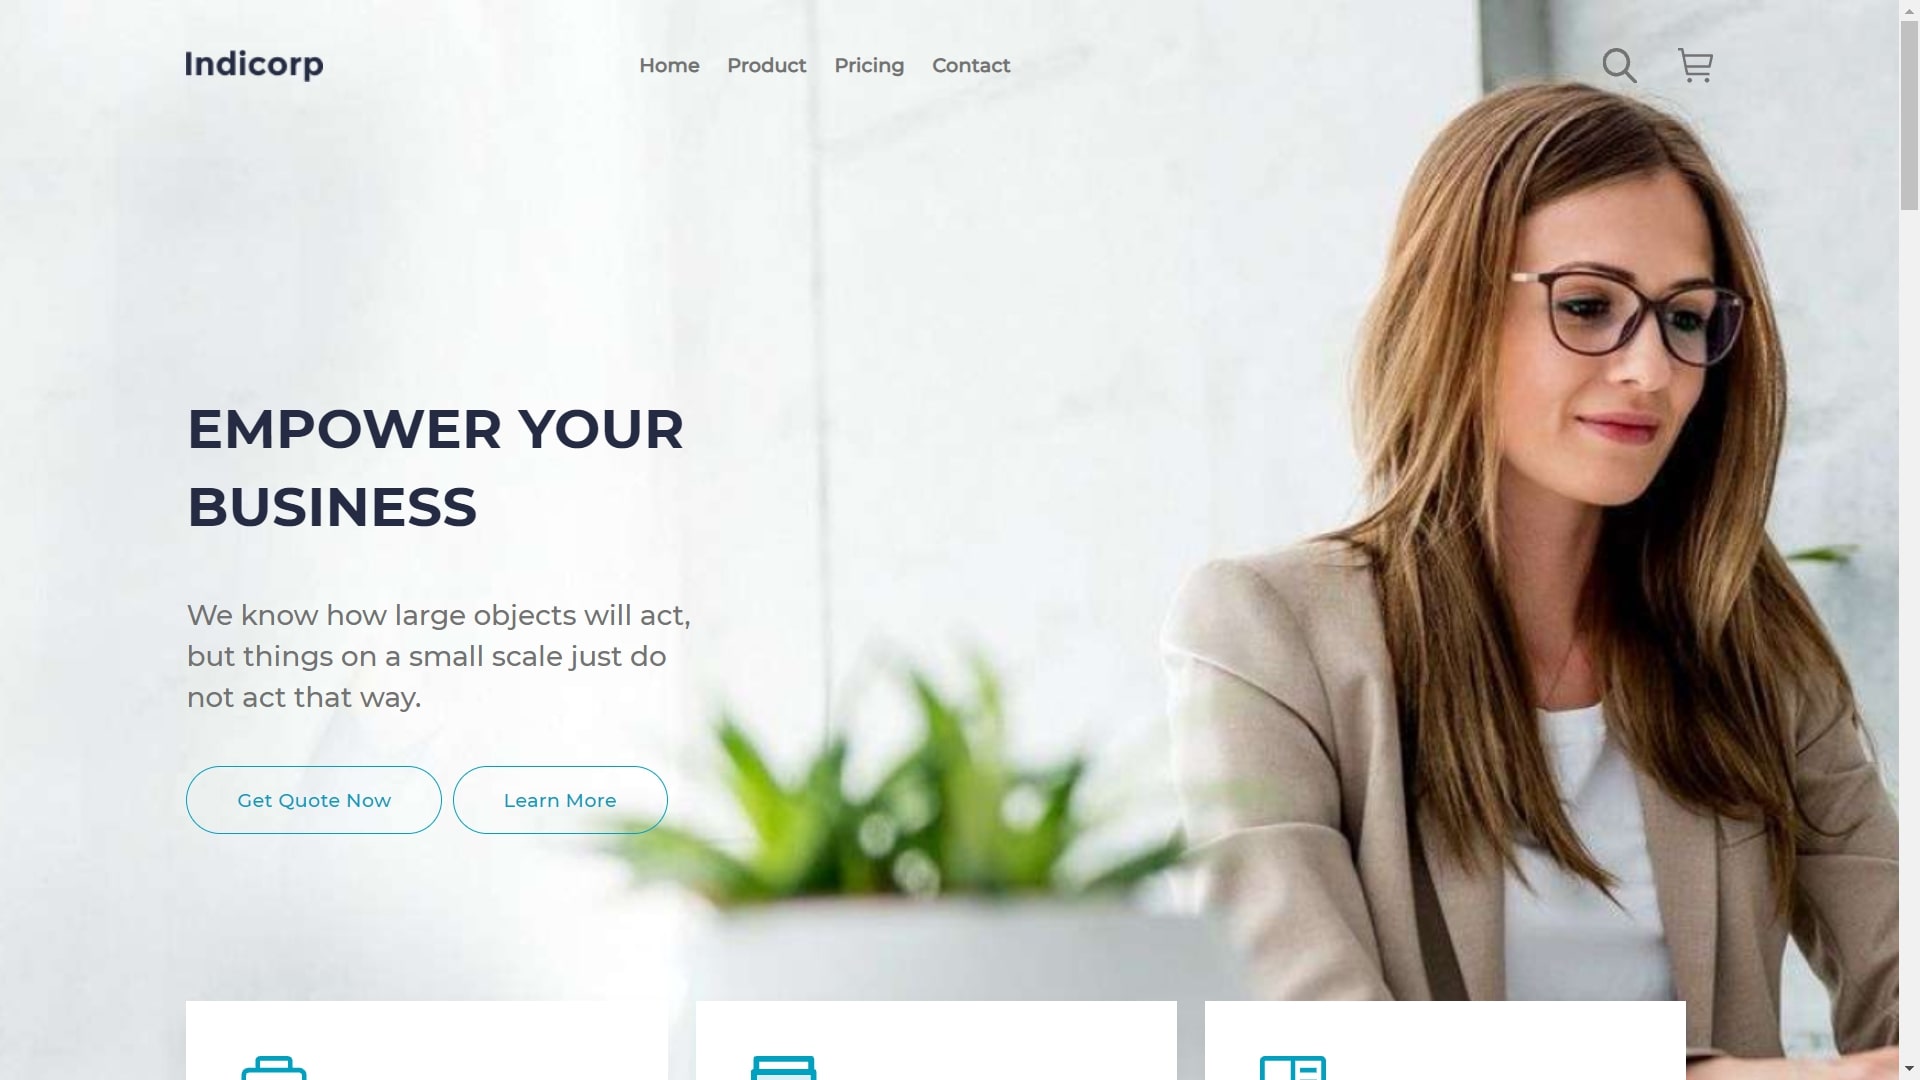 Indicorp
Home Product Pricing Contact
EMPOWER YOUR
BUSINESS
We know how large objects will act,
but things on a small scale just do
not act that way.
Get Quote Now Learn More